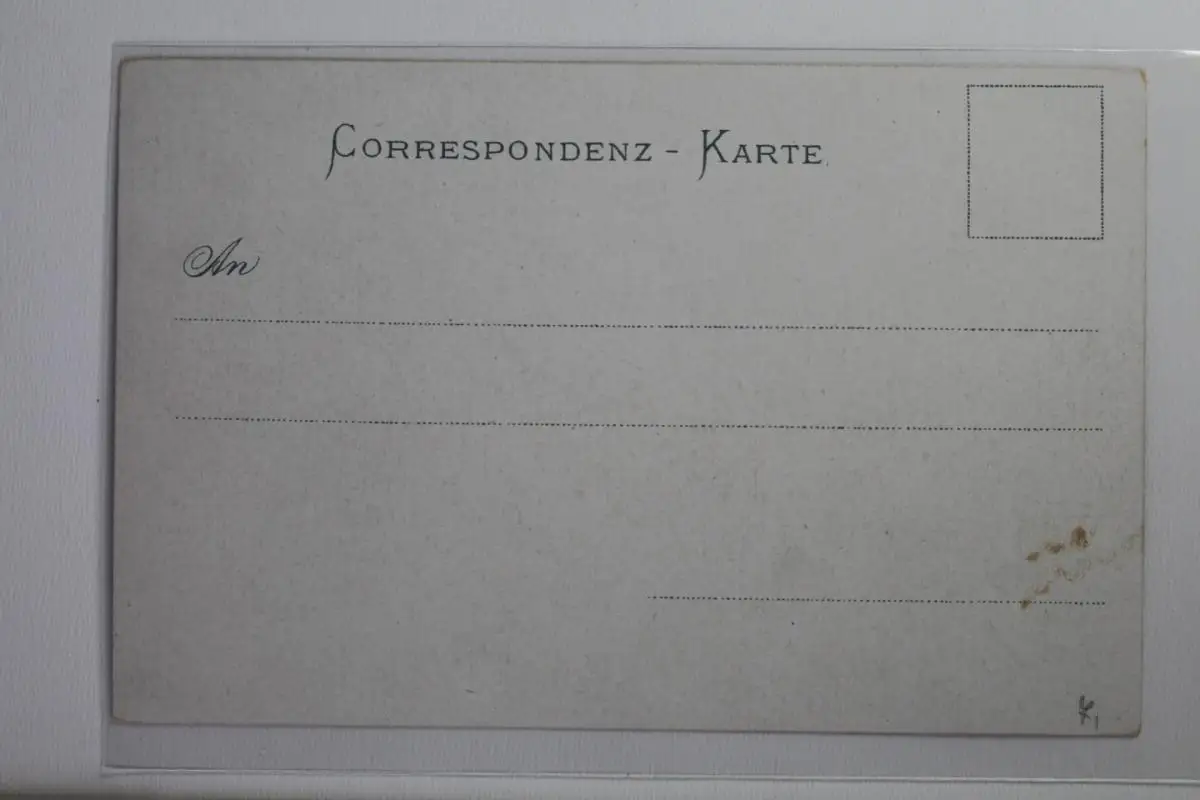 CORRESPONDENZ - KARTE.
An